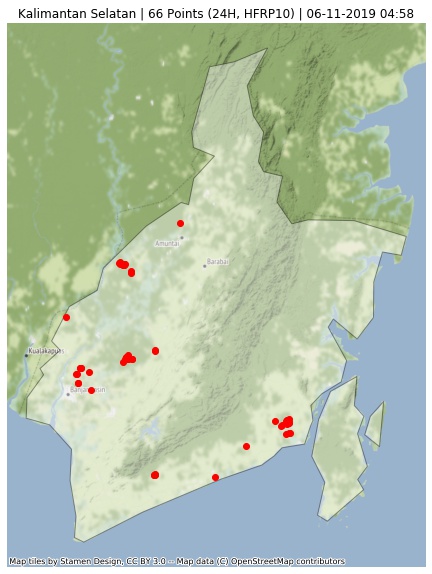 Kalimantan Selatan | 66 Points (24H, HFRP10) | 06-11-2019 04:58
Amuntai
Barabai
Kualakapuas
Map tiles by Stamen Design, CC BY 3.0 -- Map data (C) OpenStreetMap contributors